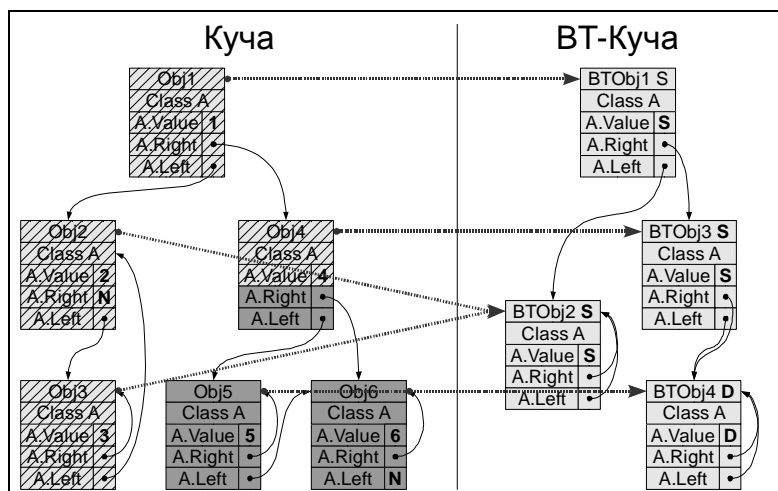 Куча
ВТ-Куча
Obj1
Class A
A.Value 1
A.Right
A.Left
BTObj1 S
Class A
A.Value S
A.Right
A.Left
Obj2
Class A
A.Value 2
A.Right N
A.Left
Obj4
Class A
A.Value 4
A.Right
A.Left
BTObj3 S
Class A
A.Value S
A.Right
A.Left
BTObj2 S
Class A
A.Value S
A.Right
A.Left
Obj3
Class A
A.Value 3
A.Right
A.Left
Obj5
Class A
A.Value 5
A.Right
A.Left
Obj6
Class A
A.Value 6
A.Right
A.Left N
BTObj4 D
Class A
A.Value D
A.Right
A.Left